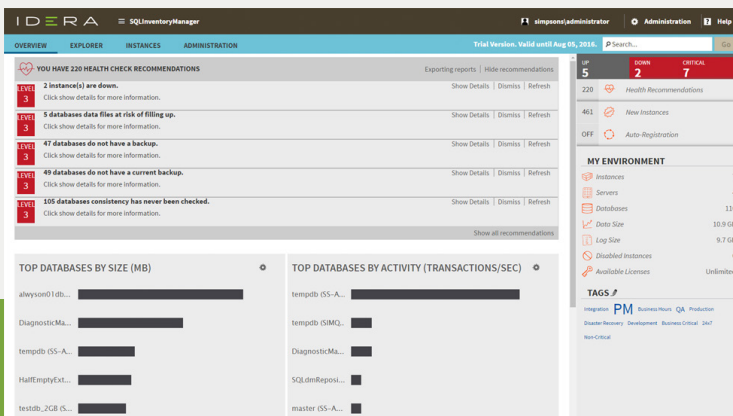 IDERA ≡ SQLInventoryManager simpsons\administrator Administration ? Help
OVERVIEW EXPLORER INSTANCES ADMINISTRATION Trial Version. Valid until Aug 05, 2016. Search... Go
YOU HAVE 220 HEALTH CHECK RECOMMENDATIONS Exporting reports | Hide recommendations
LEVEL 3
2 instance(s) are down. Show Details | Dismiss | Refresh
Click show details for more information.
LEVEL 3
5 databases data files at risk of filling up. Show Details | Dismiss | Refresh
Click show details for more information.
LEVEL 3
47 databases do not have a backup. Show Details | Dismiss | Refresh
Click show details for more information.
LEVEL 3
49 databases do not have a current backup. Show Details | Dismiss | Refresh
Click show details for more information.
LEVEL 3
105 databases consistency has never been checked. Show Details | Dismiss | Refresh
Click show details for more information.
Show all recommendations
TOP DATABASES BY SIZE (MB)
alwyson01db...
DiagnosticMa...
tempdb (SS-A...
HalfEmptyExt...
testdb_2GB (S...
TOP DATABASES BY ACTIVITY (TRANSACTIONS/SEC)
tempdb (SS-A...
tempdb (SIMQ..
DiagnosticMa...
SQLdmReposi...
master (SS-A...
UP DOWN CRITICAL
5 2 7
220 Health Recommendations
461 New Instances
OFF Auto-Registration
MY ENVIRONMENT
Instances
Servers
Databases
Data Size 10.9 G
Log Size 9.7 G
Disabled Instances
Available Licenses Unlimite
TAGS
Integration PM Business Hours QA Production
Disaster Recovery Development Business Critical 24x7
Non-Critical